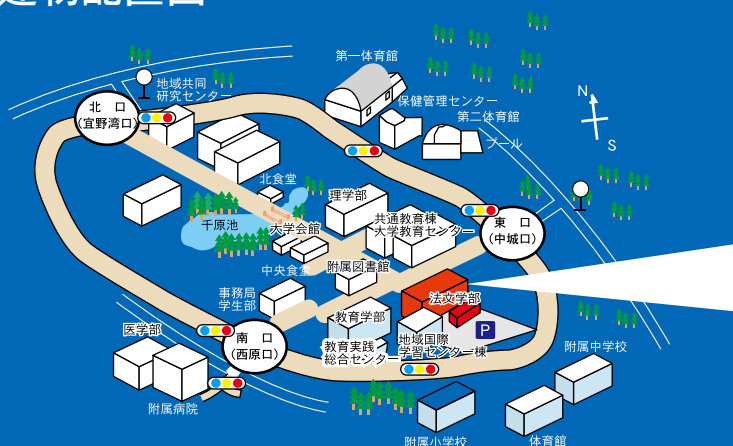 建物配置図
第一体育館
地域共同
研究センター
北 口
(宜野湾口)
保健管理センター
第二体育館
プール
N
S
北食堂
理学部
千原池
大学会館
共通教育棟
大学教育センター
東 口
(中城口)
中央食堂
附属図書館
事務局
学生部
法文学部
教育学部
P
医学部
南 口
(西原口)
教育実践
総合センター
地域国際
学習センター棟
附属中学校
附属病院
附属小学校
体育館